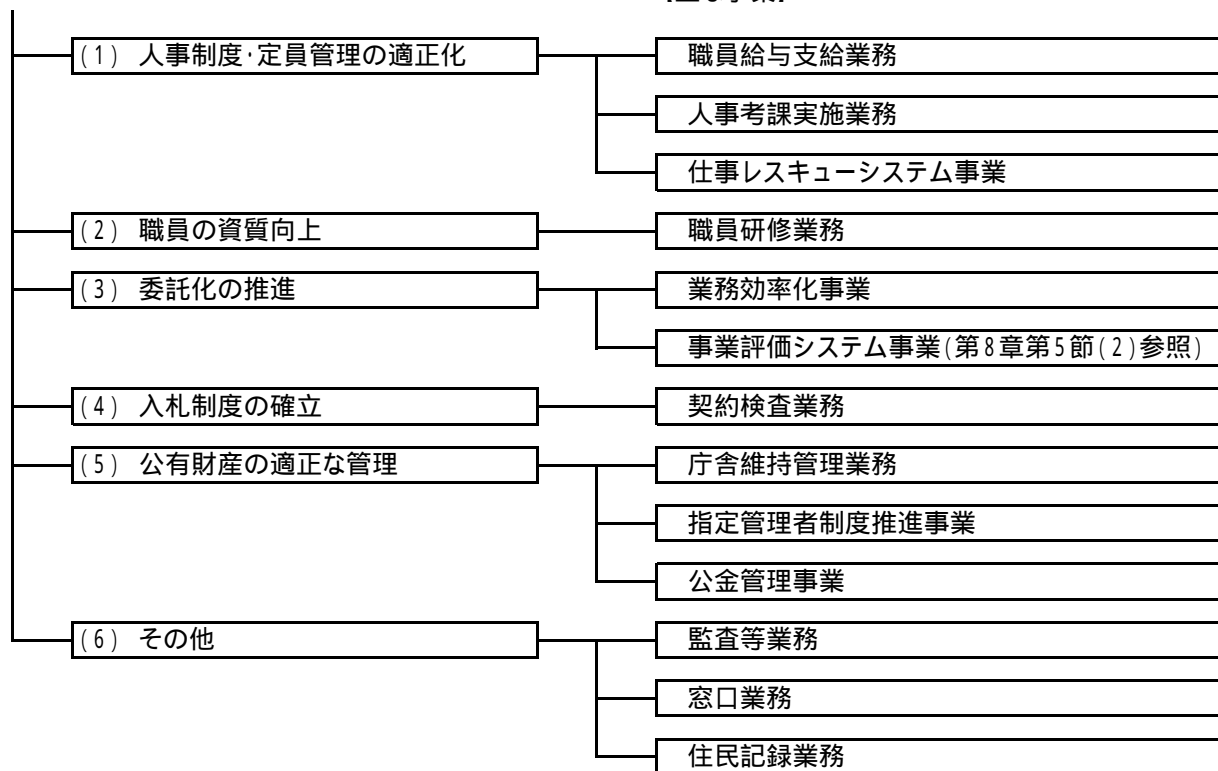 (1) 人事制度・定員管理の適正化
職員給与支給業務
人事考課実施業務
仕事レスキューシステム事業
(2) 職員の資質向上
職員研修業務
(3) 委託化の推進
業務効率化事業
事業評価システム事業(第8章第5節(2)参照)
(4) 入札制度の確立
契約検査業務
(5) 公有財産の適正な管理
庁舎維持管理業務
指定管理者制度推進事業
公金管理事業
(6) その他
監査等業務
窓口業務
住民記録業務